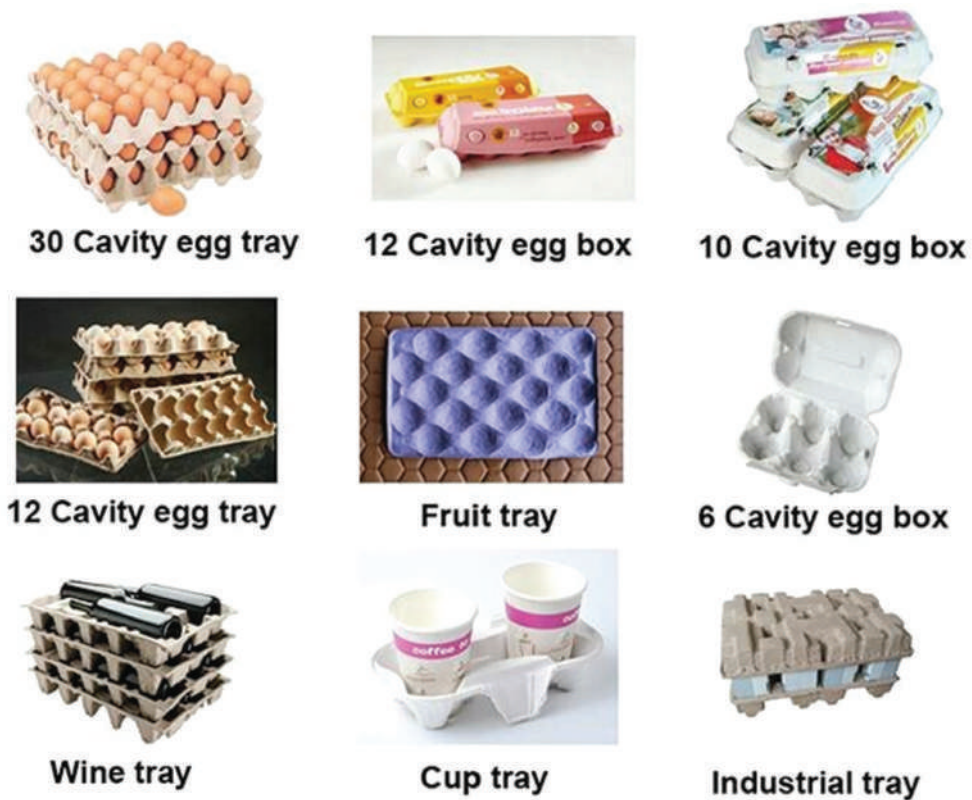 30 Cavity egg tray
12 Cavity egg box
10 Cavity egg box
12 Cavity egg tray
Fruit tray
6 Cavity egg box
coffee to
Wine tray
Cup tray
Industrial tray